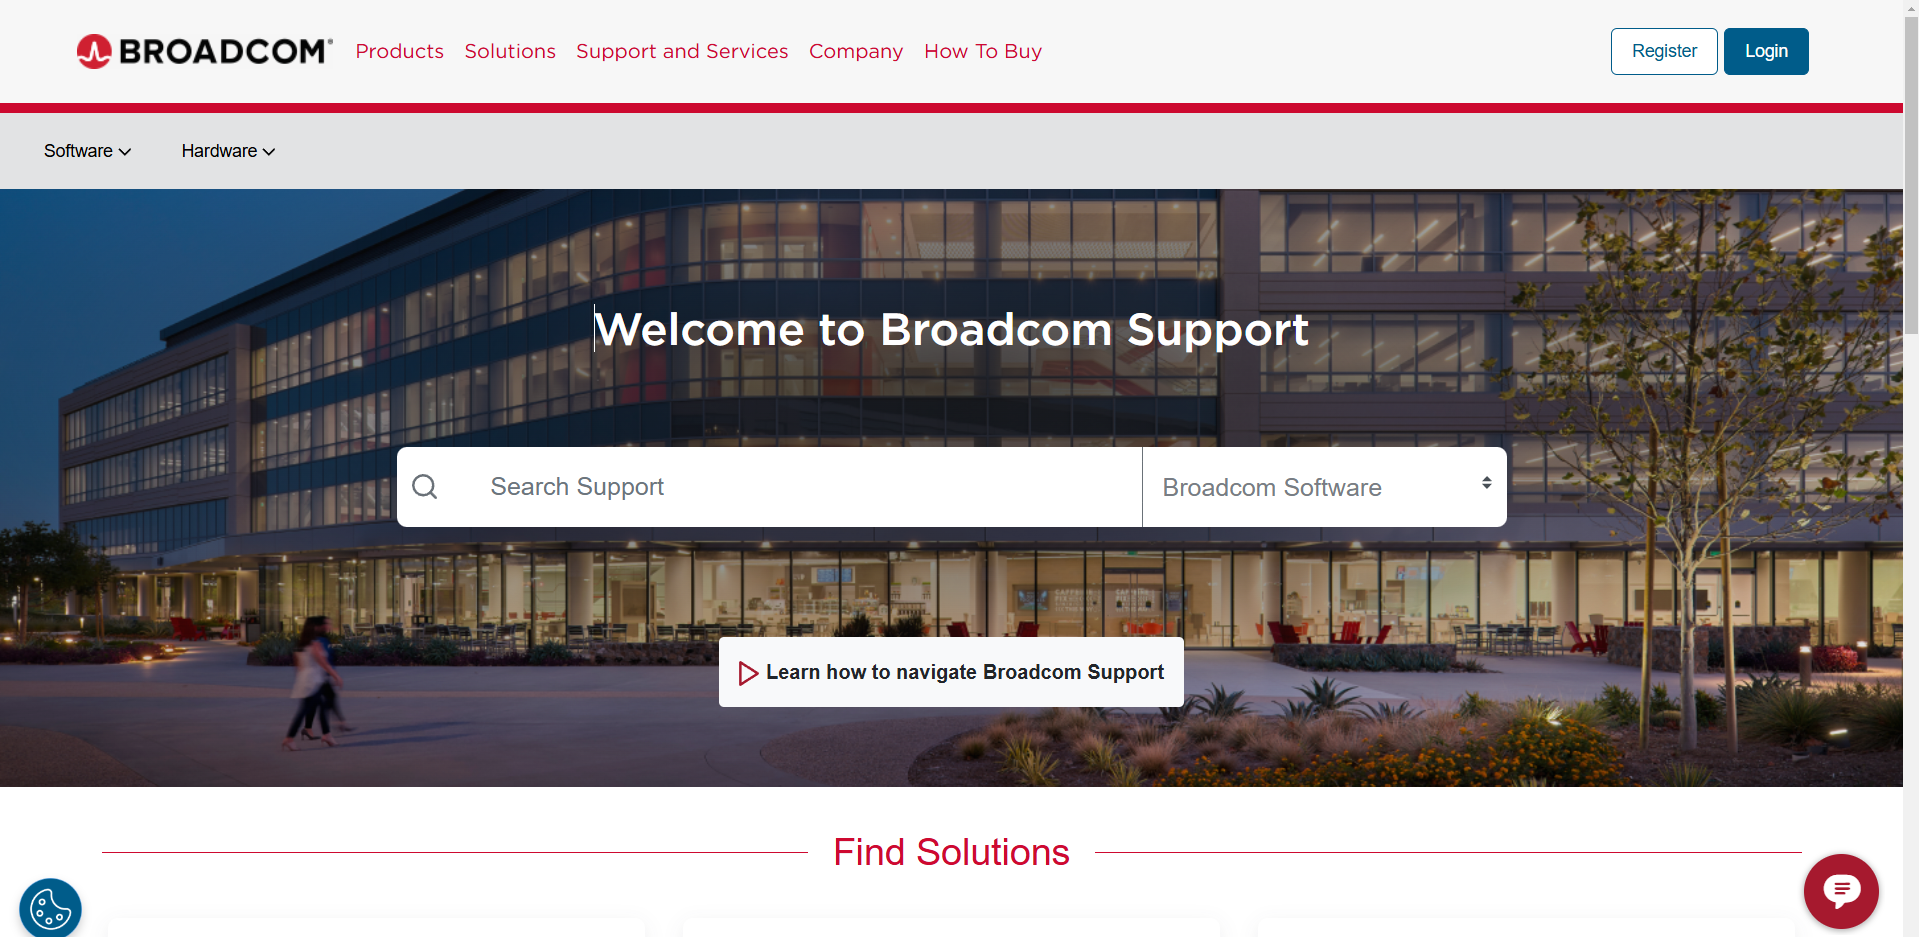 BROADCOM®
Products Solutions Support and Services Company How To Buy
Register Login
Software Hardware
Welcome to Broadcom Support
Search Support
Broadcom Software
Learn how to navigate Broadcom Support
Find Solutions